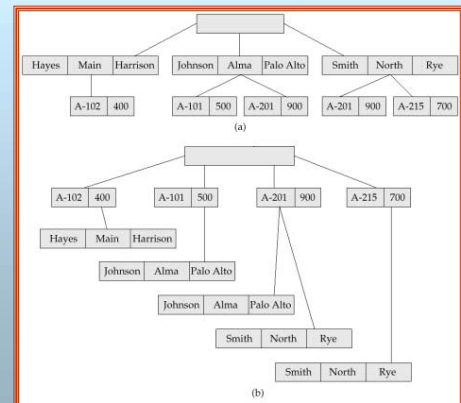 Hayes Main Harrison Johnson Alma Palo Alto Smith North Rye
A-102 400 A-101 500 A-201 900 A-201 900 A-215 700
(a)
A-102 400 A-101 500 A-201 900 A-215 700
Hayes Main Harrison
Johnson Alma Palo Alto
Johnson Alma Palo Alto
Smith North Rye
Smith North Rye
(b)